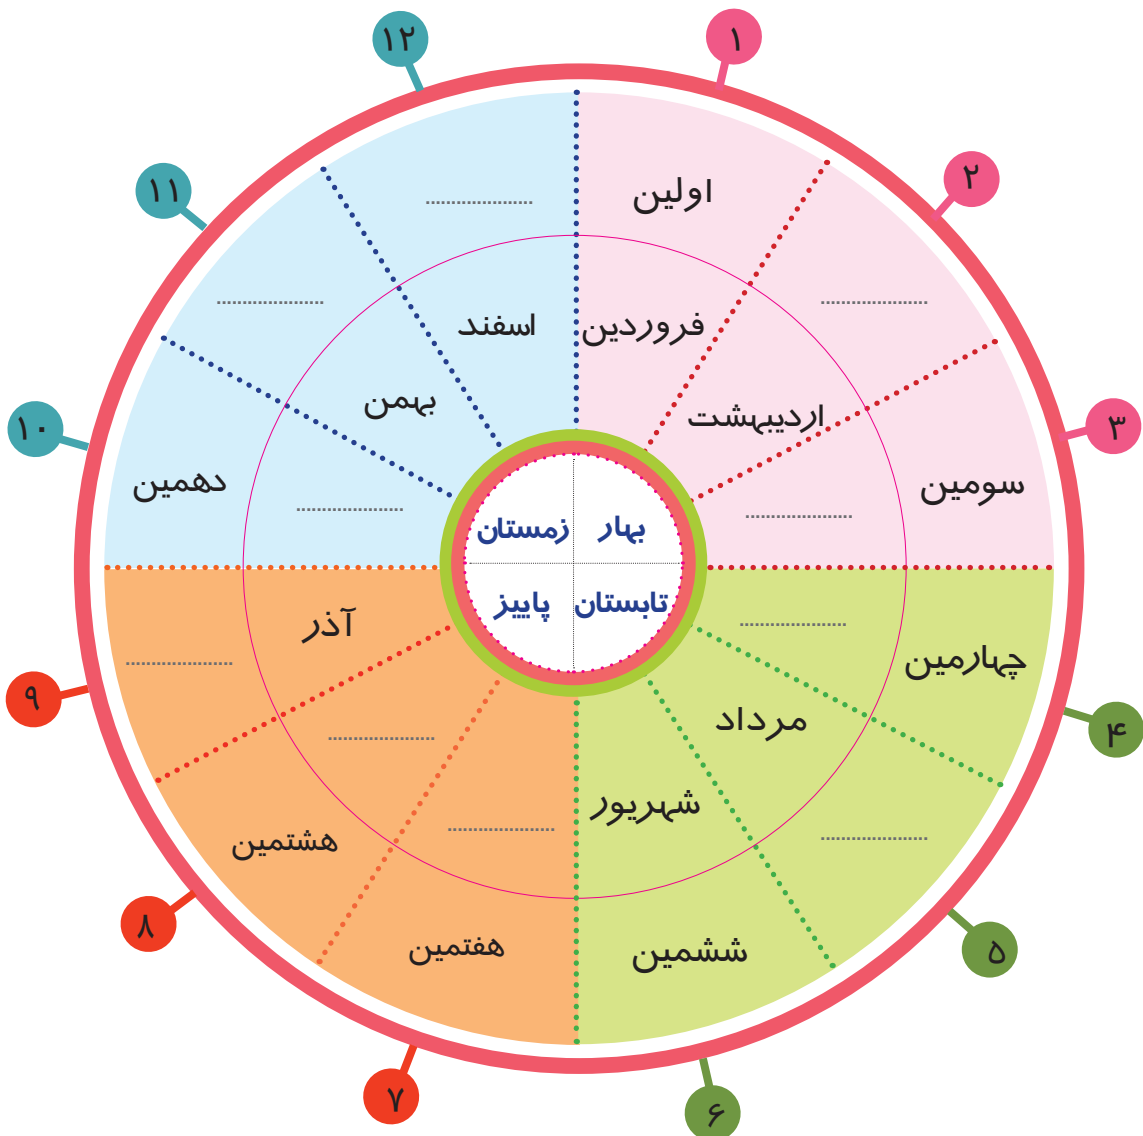 ۱
اولین
فروردین
۲
....................
اردیبهشت
۳
سومین
....................
۴
چهارمین
....................
۵
....................
مرداد
۶
ششمین
شهریور
۷
هفتمین
....................
۸
هشتمین
....................
۹
....................
آذر
۱۰
دهمین
....................
۱۱
....................
بهمن
۱۲
....................
اسفند
بهار
تابستان
پاییز
زمستان